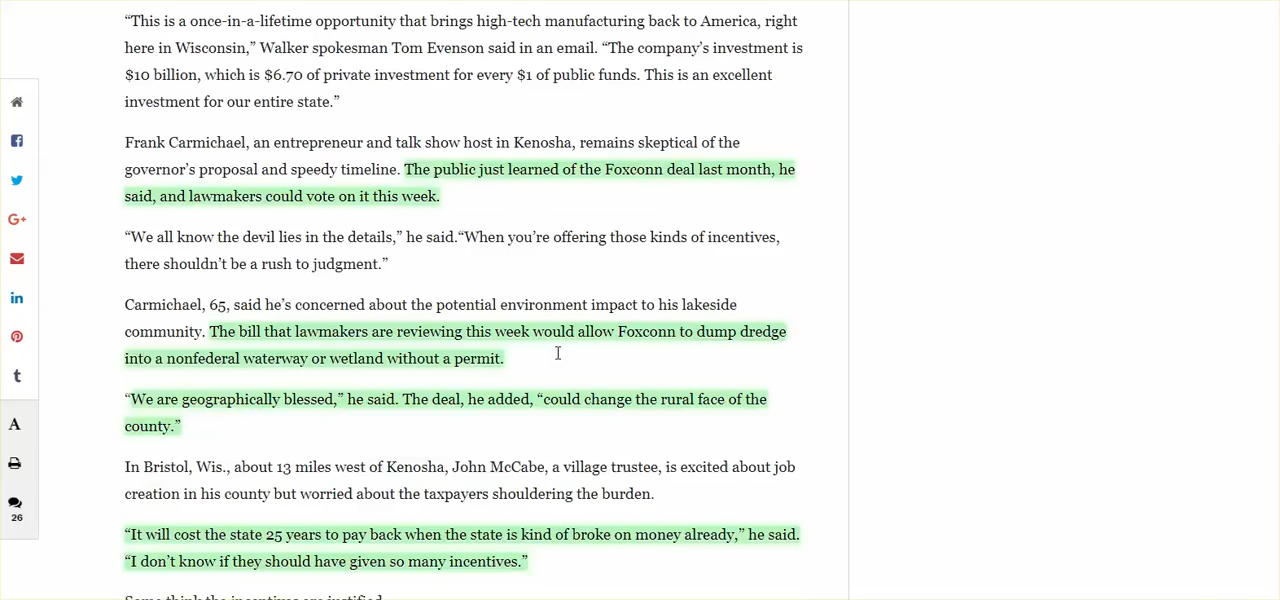 “This is a once-in-a-lifetime opportunity that brings high-tech manufacturing back to America, right
here in Wisconsin,” Walker spokesman Tom Evenson said in an email. “The company’s investment is
$10 billion, which is $6.70 of private investment for every $1 of public funds. This is an excellent
investment for our entire state.”
Frank Carmichael, an entrepreneur and talk show host in Kenosha, remains skeptical of the
governor’s proposal and speedy timeline. The public just learned of the Foxconn deal last month, he
said, and lawmakers could vote on it this week.
“We all know the devil lies in the details,” he said.“When you’re offering those kinds of incentives,
there shouldn’t be a rush to judgment.”
Carmichael, 65, said he’s concerned about the potential environment impact to his lakeside
community. The bill that lawmakers are reviewing this week would allow Foxconn to dump dredge
into a nonfederal waterway or wetland without a permit.
“We are geographically blessed,” he said. The deal, he added, “could change the rural face of the
county.”
In Bristol, Wis., about 13 miles west of Kenosha, John McCabe, a village trustee, is excited about job
creation in his county but worried about the taxpayers shouldering the burden.
“It will cost the state 25 years to pay back when the state is kind of broke on money already,” he said.
“I don’t know if they should have given so many incentives.”
Some think the incentives are justified.
G+
in
t
A
26